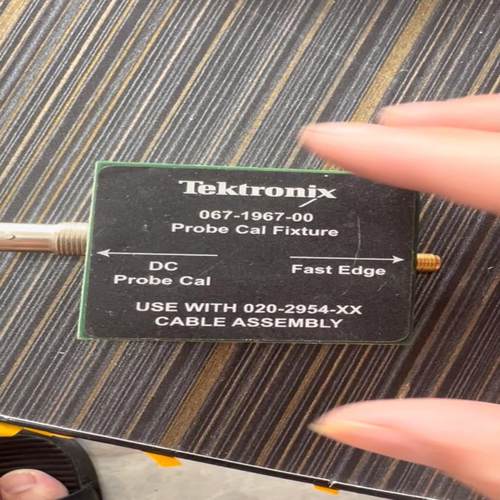 Tektronix
067-1967-00
Probe Cal Fixture
DC
Probe Cal
Fast Edge
USE WITH 020-2954-XX
CABLE ASSEMBLY